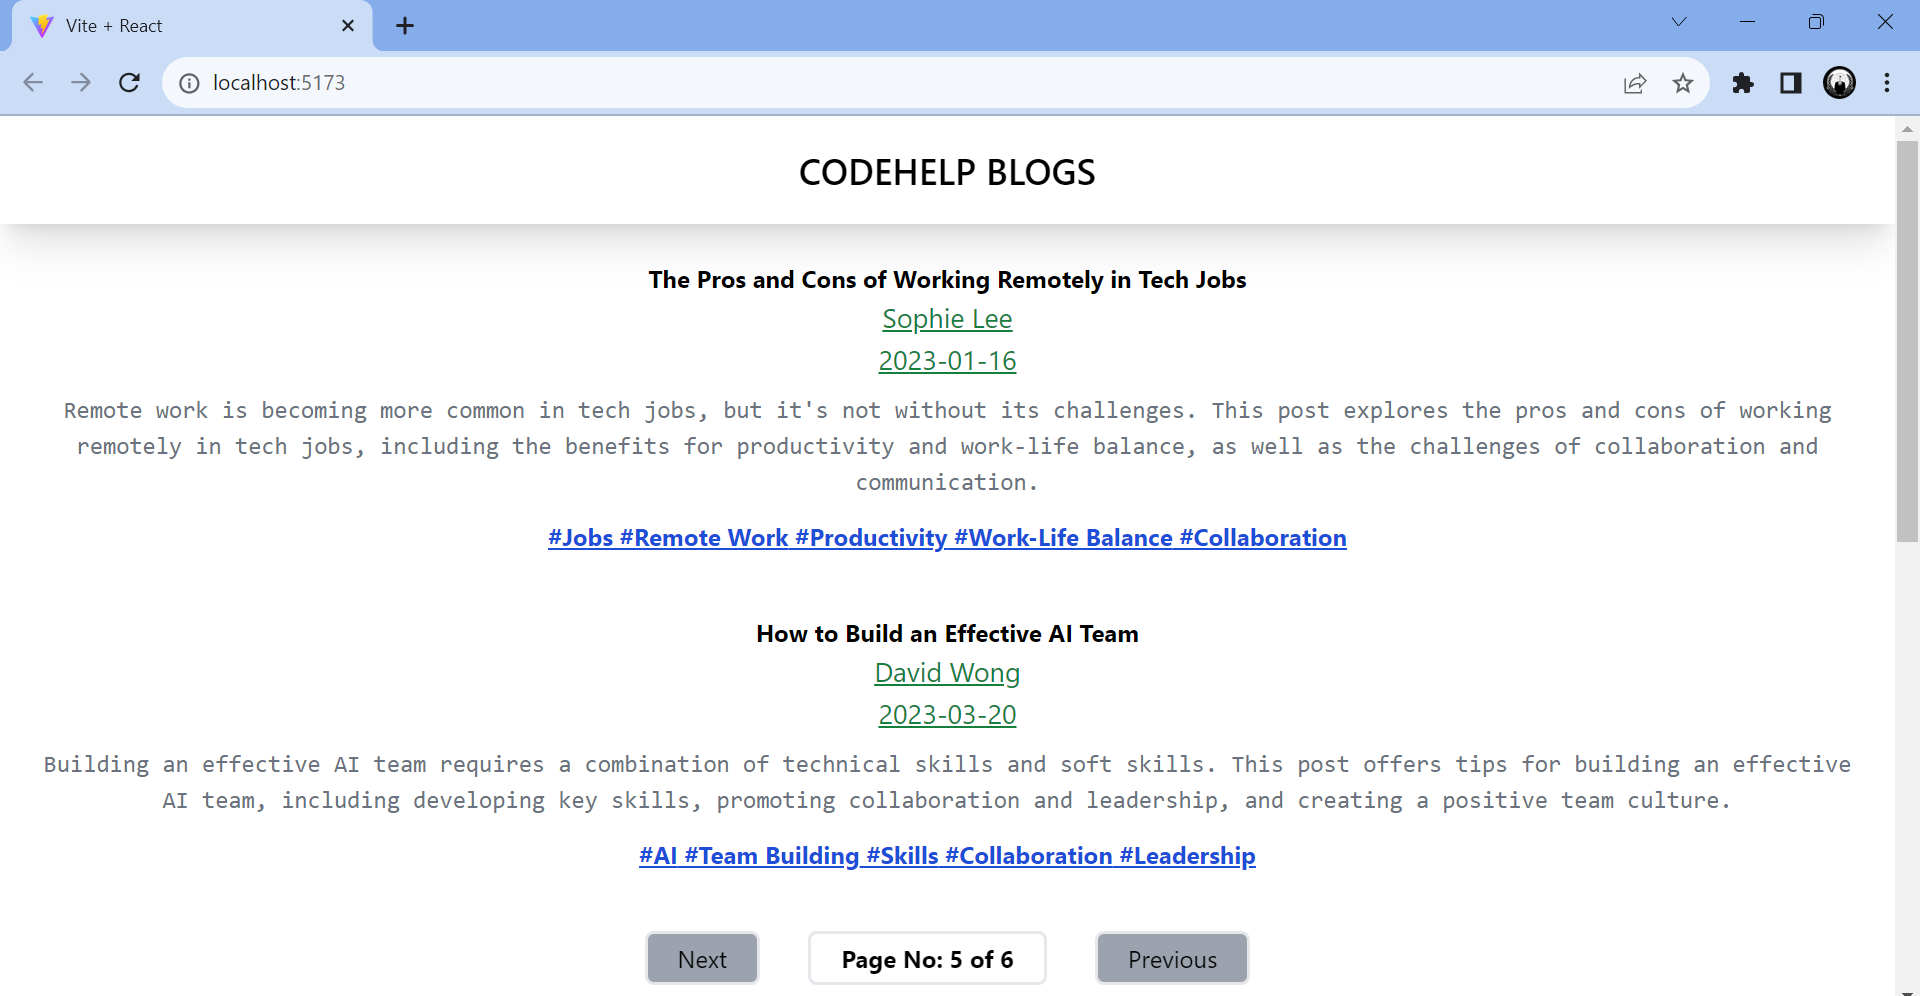 Vite + React
localhost:5173
CODEHELP BLOGS
The Pros and Cons of Working Remotely in Tech Jobs
Sophie Lee
2023-01-16
Remote work is becoming more common in tech jobs, but it's not without its challenges. This post explores the pros and cons of working
remotely in tech jobs, including the benefits for productivity and work-life balance, as well as the challenges of collaboration and
communication.
#Jobs #Remote Work #Productivity #Work-Life Balance #Collaboration
How to Build an Effective AI Team
David Wong
2023-03-20
Building an effective AI team requires a combination of technical skills and soft skills. This post offers tips for building an effective
AI team, including developing key skills, promoting collaboration and leadership, and creating a positive team culture.
#AI #Team Building #Skills #Collaboration #Leadership
Next Page No: 5 of 6 Previous